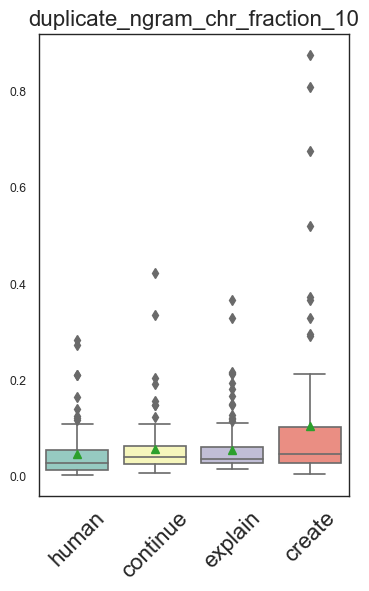 duplicate_ngram_chr_fraction_10
0.8
0.6
0.4
0.2
0.0
human
continue
explain
create